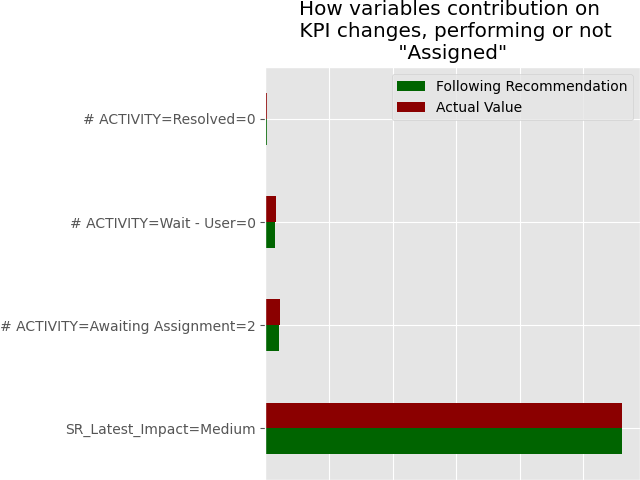 How variables contribution on
KPI changes, performing or not
"Assigned"
Following Recommendation
Actual Value
# ACTIVITY=Resolved=0
# ACTIVITY=Wait - User=0
# ACTIVITY=Awaiting Assignment=2
SR_Latest_Impact=Medium